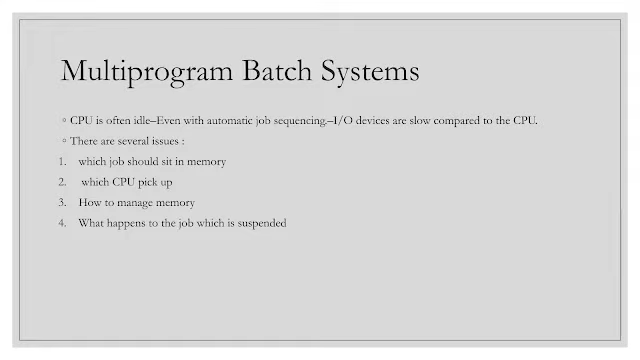 Multiprogram Batch Systems
◦ CPU is often idle–Even with automatic job sequencing.–I/O devices are slow compared to the CPU.
◦ There are several issues :
1. which job should sit in memory
2. which CPU pick up
3. How to manage memory
4. What happens to the job which is suspended